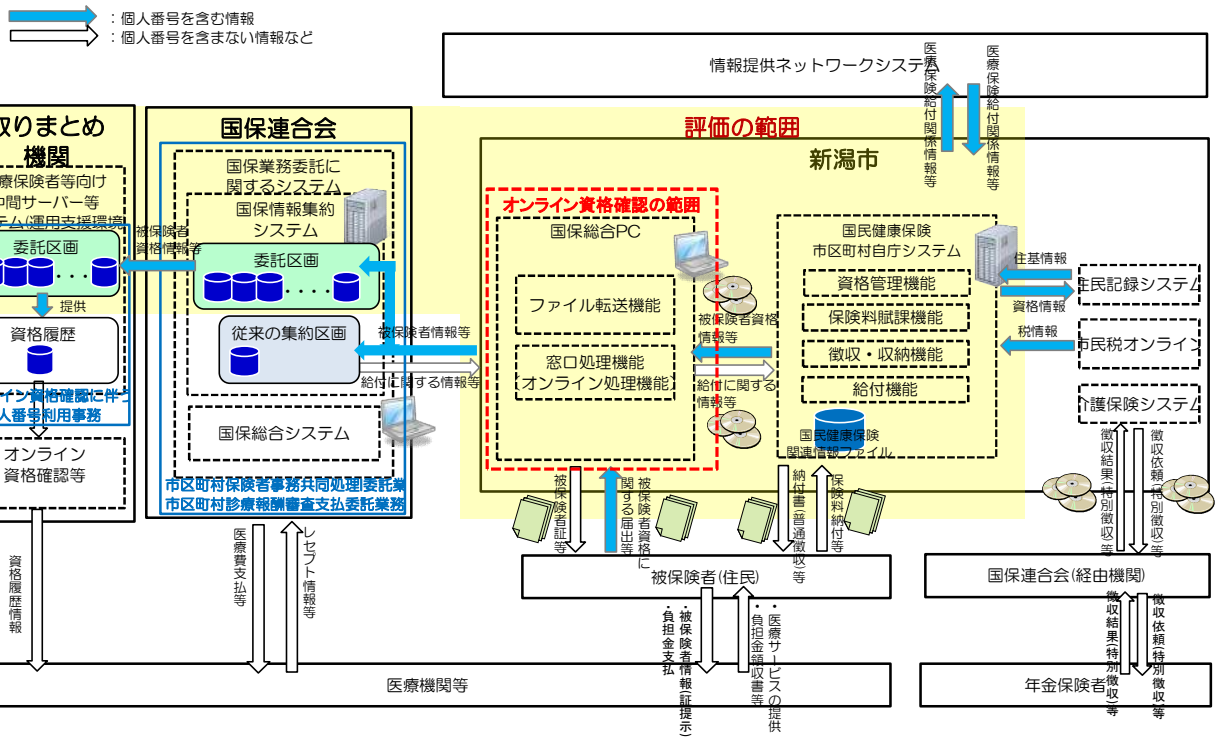 ：個人番号を含む情報
：個人番号を含まない情報など
情報提供ネットワークシステム
医療保険給付関係情報等
医療保険給付関係情報等
取りまとめ
機関
療保険者等向け
中間サーバー等
ステム(運用支援環境
委託区画
・・・
提供
資格履歴
イン資格確認に伴う
人番号利用事務
オンライン
資格確認等
資格履歴情報
国保連合会
国保業務委託に
関するシステム
国保情報集約
システム
委託区画
・・・・
従来の集約区画
国保総合システム
市区町村保険者事務共同処理委託業
市区町村診療報酬審査支払委託業務
被保険者
資格情報等
被保険者情報等
給付に関する情報等
医療費支払等
レセプト情報等
評価の範囲
新潟市
オンライン資格確認の範囲
国保総合PC
ファイル転送機能
窓口処理機能
(オンライン処理機能)
被保険者資格
情報等
給付に関する
情報等
国民健康保険
市区町村自庁システム
資格管理機能
保険料賦課機能
徴収・収納機能
給付機能
国民健康保険
関連情報ファイル
住基情報
資格情報
税情報
住民記録システム
市民税オンライン
介護保険システム
被保険者証等
被保険者資格に
関する届出等
納付書(普通徴収)等
保険料納付等
徴収結果(特別徴収)等
徴収依頼(特別徴収)等
被保険者(住民)
国保連合会(経由機関)
・被保険者情報(証提示)
・負担金支払
・医療サービスの提供
・負担金領収書等
徴収結果(特別徴収)等
徴収依頼(特別徴収)等
医療機関等
年金保険者